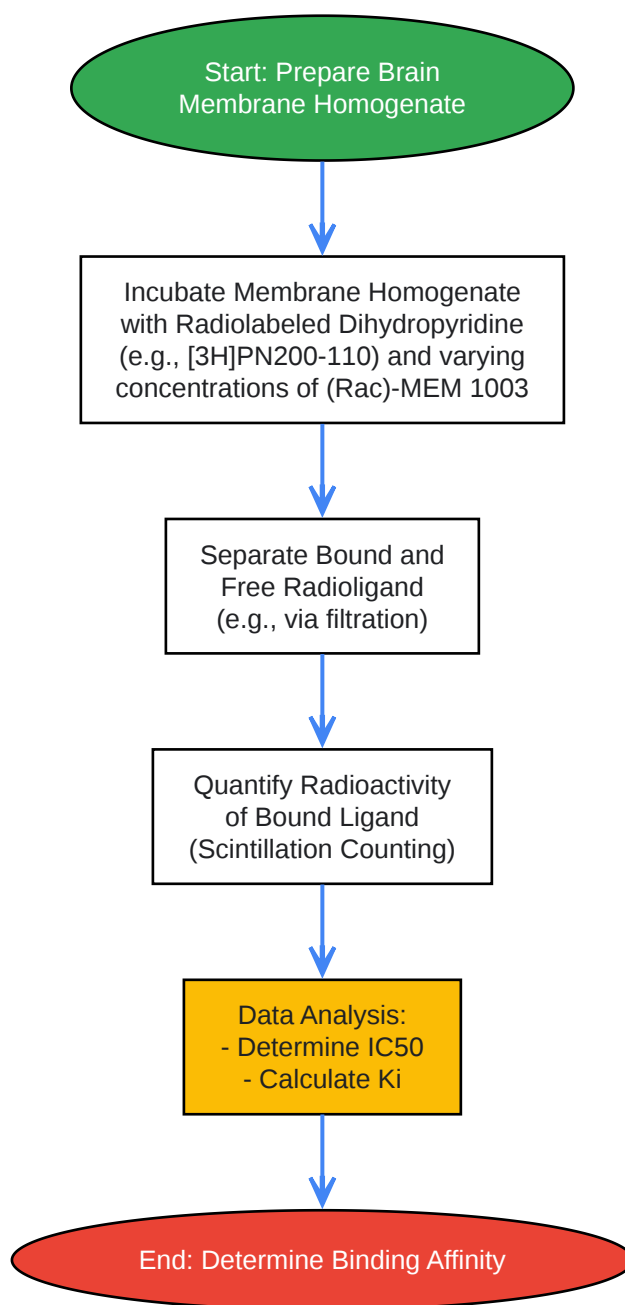 Start: Prepare Brain
Membrane Homogenate
Incubate Membrane Homogenate
with Radiolabeled Dihydropyridine
(e.g., [3H]PN200-110) and varying
concentrations of (Rac)-MEM 1003
Separate Bound and
Free Radioligand
(e.g., via filtration)
Quantify Radioactivity
of Bound Ligand
(Scintillation Counting)
Data Analysis:
- Determine IC50
- Calculate Ki
End: Determine Binding Affinity